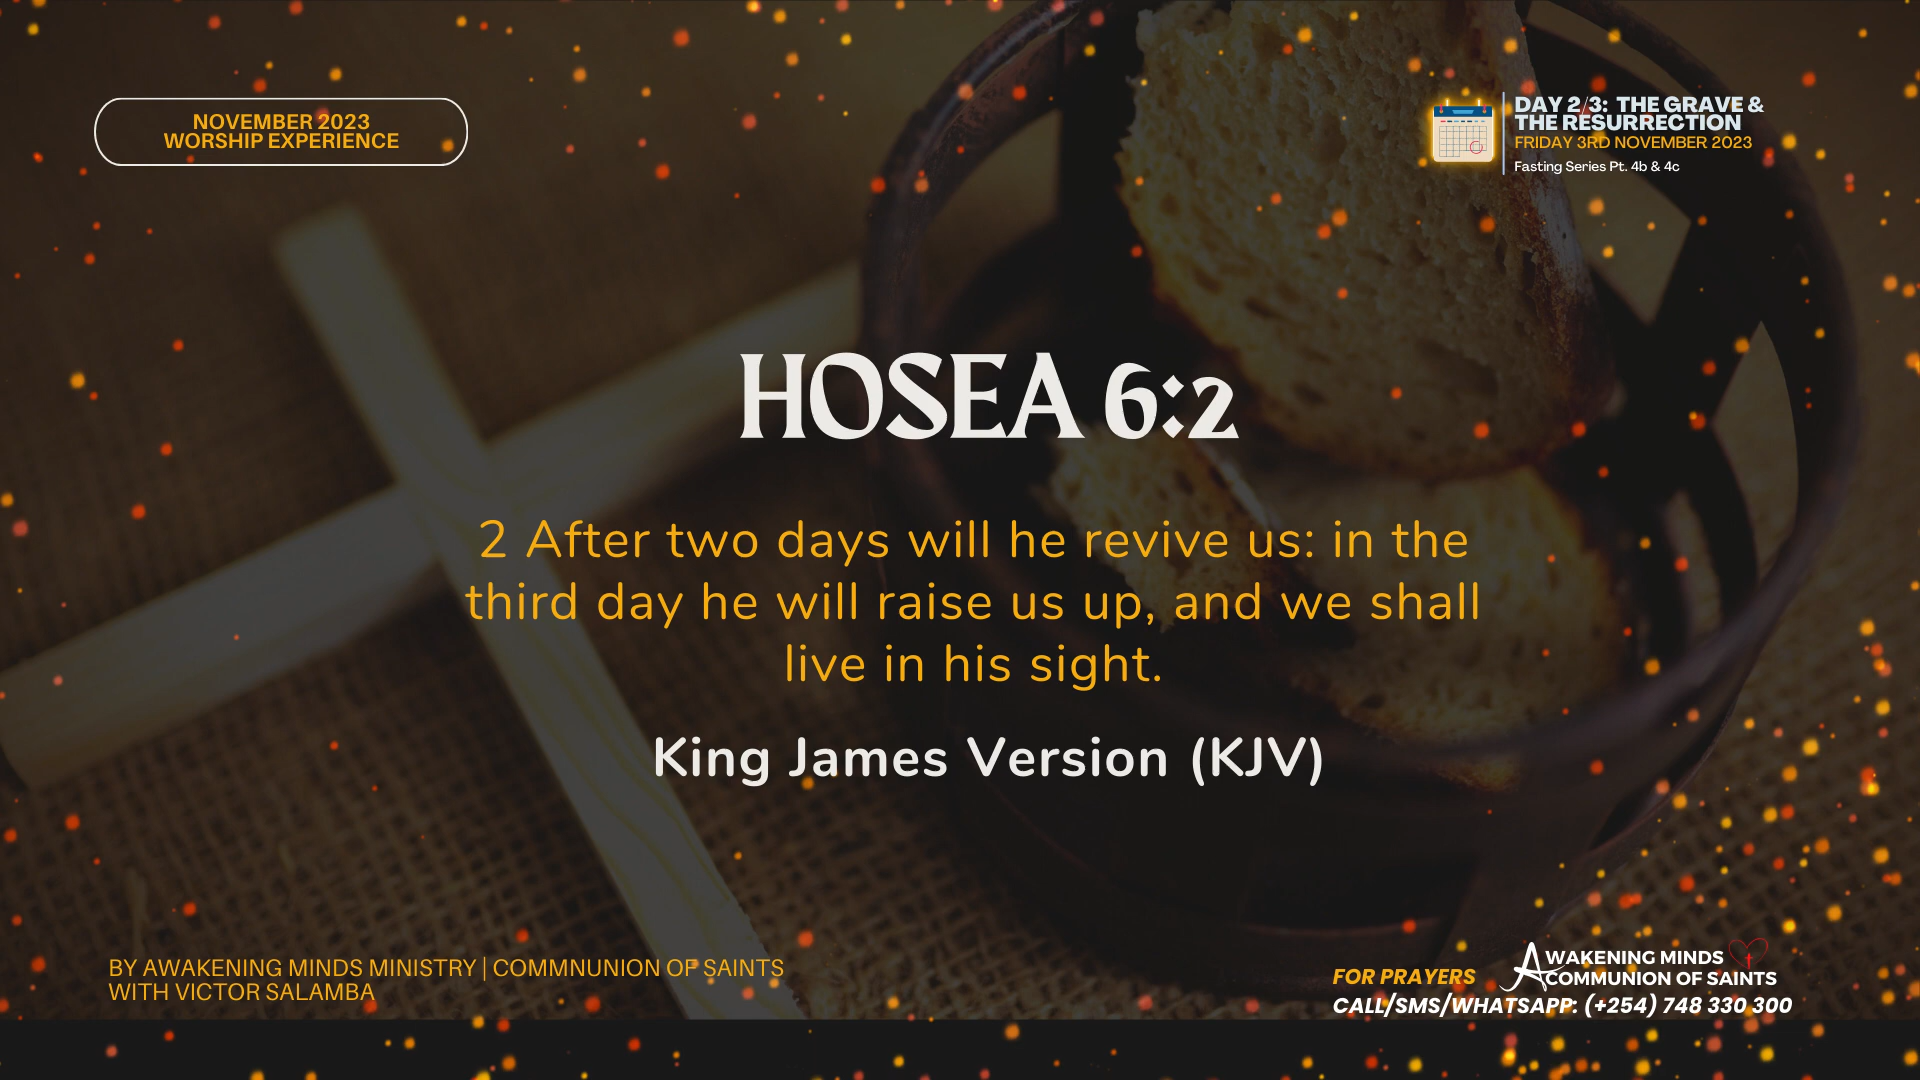 NOVEMBER 2023
WORSHIP EXPERIENCE
DAY 2/3: THE GRAVE &
THE RESURRECTION
FRIDAY 3RD NOVEMBER 2023
Fasting Series Pt. 4b & 4c
HOSEA 6:2
2 After two days will he revive us: in the
third day he will raise us up, and we shall
live in his sight.
King James Version (KJV)
BY AWAKENING MINDS MINISTRY | COMMNUNION OF SAINTS
WITH VICTOR SALAMBA
FOR PRAYERS
AWAKENING MINDS
COMMUNION OF SAINTS
CALL/SMS/WHATSAPP: (+254) 748 330 300